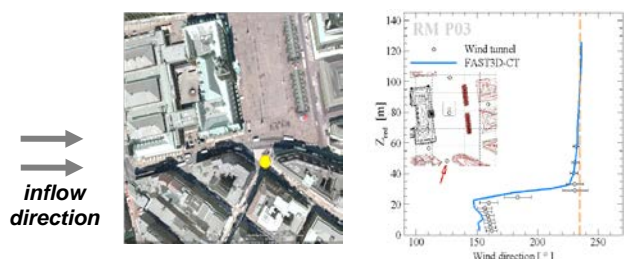 inflow
direction
RM P03
Wind tunnel
FAST3D-CT
Z [m]
140
120
100
80
60
40
20
0
100 150 200 250
Wind direction [ ° ]